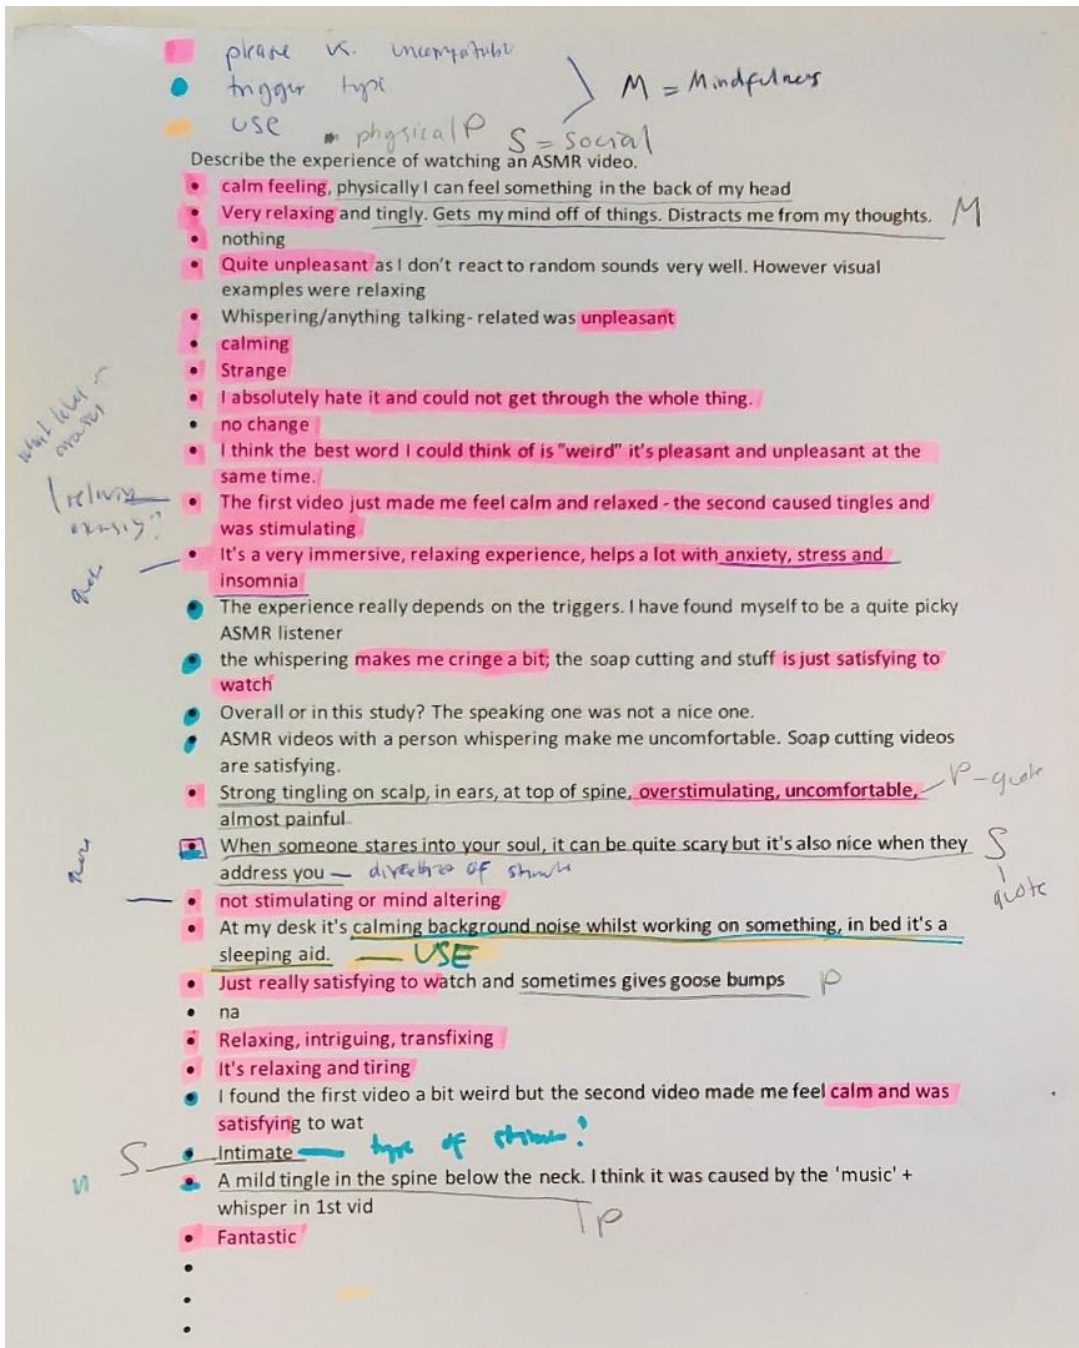 please vs. uncomfortable
trigger type
M = Mindfulness
use physical P S = social
Describe the experience of watching an ASMR video.
• calm feeling, physically I can feel something in the back of my head
• Very relaxing and tingly. Gets my mind off of things. Distracts me from my thoughts. M
• nothing
• Quite unpleasant as I don't react to random sounds very well. However visual
examples were relaxing
• Whispering/anything talking- related was unpleasant
• calming
• Strange
• I absolutely hate it and could not get through the whole thing.
• no change
• I think the best word I could think of is "weird" it's pleasant and unpleasant at the
same time.
• The first video just made me feel calm and relaxed - the second caused tingles and
was stimulating
• It's a very immersive, relaxing experience, helps a lot with anxiety, stress and
insomnia
• The experience really depends on the triggers. I have found myself to be a quite picky
ASMR listener
• the whispering makes me cringe a bit; the soap cutting and stuff is just satisfying to
watch
• Overall or in this study? The speaking one was not a nice one.
• ASMR videos with a person whispering make me uncomfortable. Soap cutting videos
are satisfying.
• Strong tingling on scalp, in ears, at top of spine, overstimulating, uncomfortable, P-quote
almost painful
• When someone stares into your soul, it can be quite scary but it's also nice when they S
address you — of quote
• not stimulating or mind altering
• At my desk it's calming background noise whilst working on something, in bed it's a
sleeping aid. — USE
• Just really satisfying to watch and sometimes gives goose bumps P
• na
• Relaxing, intriguing, transfixing
• It's relaxing and tiring
• I found the first video a bit weird but the second video made me feel calm and was
satisfying to wat
S • Intimate — type of
• A mild tingle in the spine below the neck. I think it was caused by the 'music' +
whisper in 1st vid P
• Fantastic
•
•
•